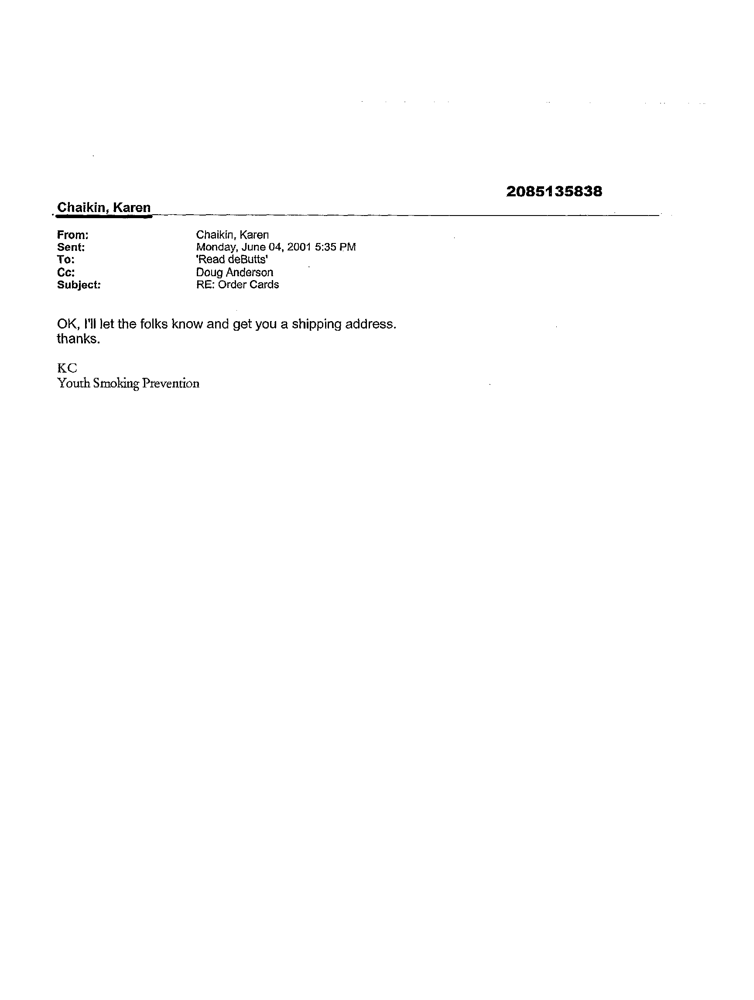 2085135838
Chaikin, Karen
From: Chaikin, Karen
Sent: Monday, June 04, 2001 5:35 PM
To: 'Read deButts'
Cc: Doug Anderson
Subject: RE: Order Cards
OK, I'll let the folks know and get you a shipping address.
thanks.
KC
Youth Smoking Prevention